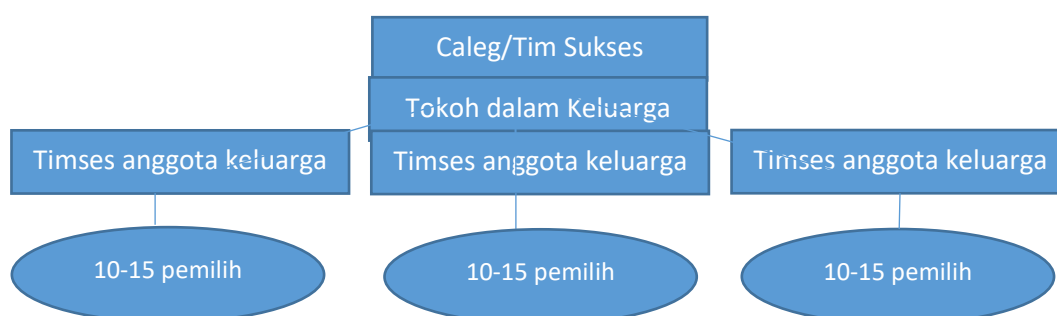 Caleg/Tim Sukses
Tokoh dalam Keluarga
Timses anggota keluarga
Timses anggota keluarga
Timses anggota keluarga
10-15 pemilih
10-15 pemilih
10-15 pemilih